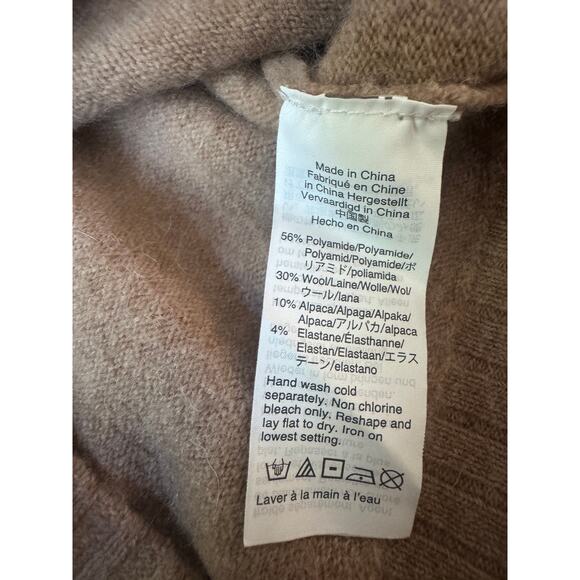 Made in China
Fabriqué en Chine
in China Hergestellt
Vervaardigd in China
中国製
Hecho en China
56% Polyamide/Polyamide/
Polyamid/Polyamide/ポ
リアミド/poliamida
30% Wool/Laine/Wolle/Wol/
ウール/lana
10% Alpaca/Alpaga/Alpaka/
Alpaca/アルパカ/alpaca
4% Elastane/Élasthanne/
Elastan/Elastaan/エラス
テーン/elastano
Hand wash cold
separately. Non chlorine
bleach only. Reshape and
lay flat to dry. Iron on
lowest setting.
Laver à la main à l'eau